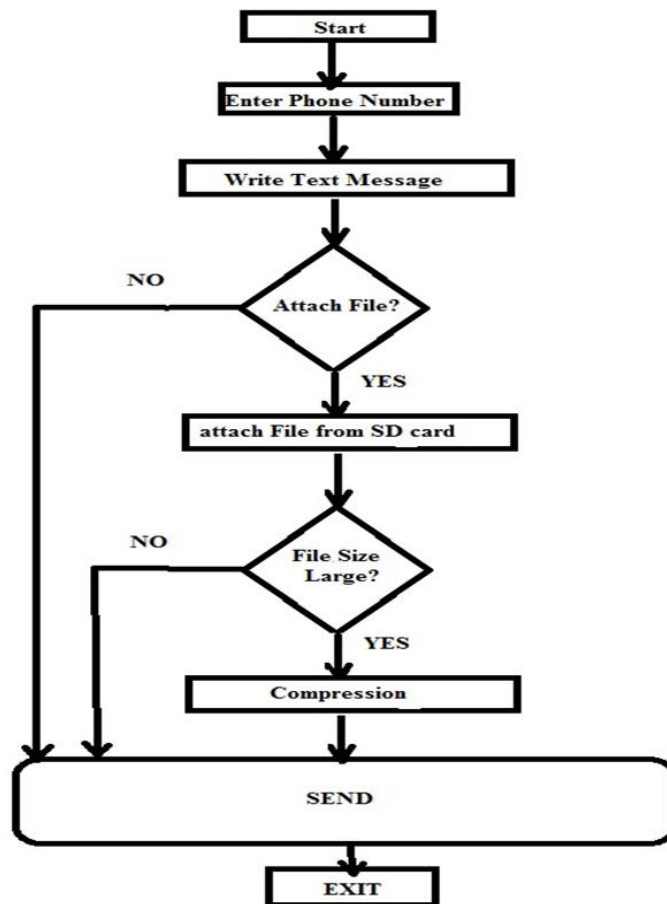 Start
Enter Phone Number
Write Text Message
NO
Attach File?
YES
attach File from SD card
NO
File Size
Large?
YES
Compression
SEND
EXIT